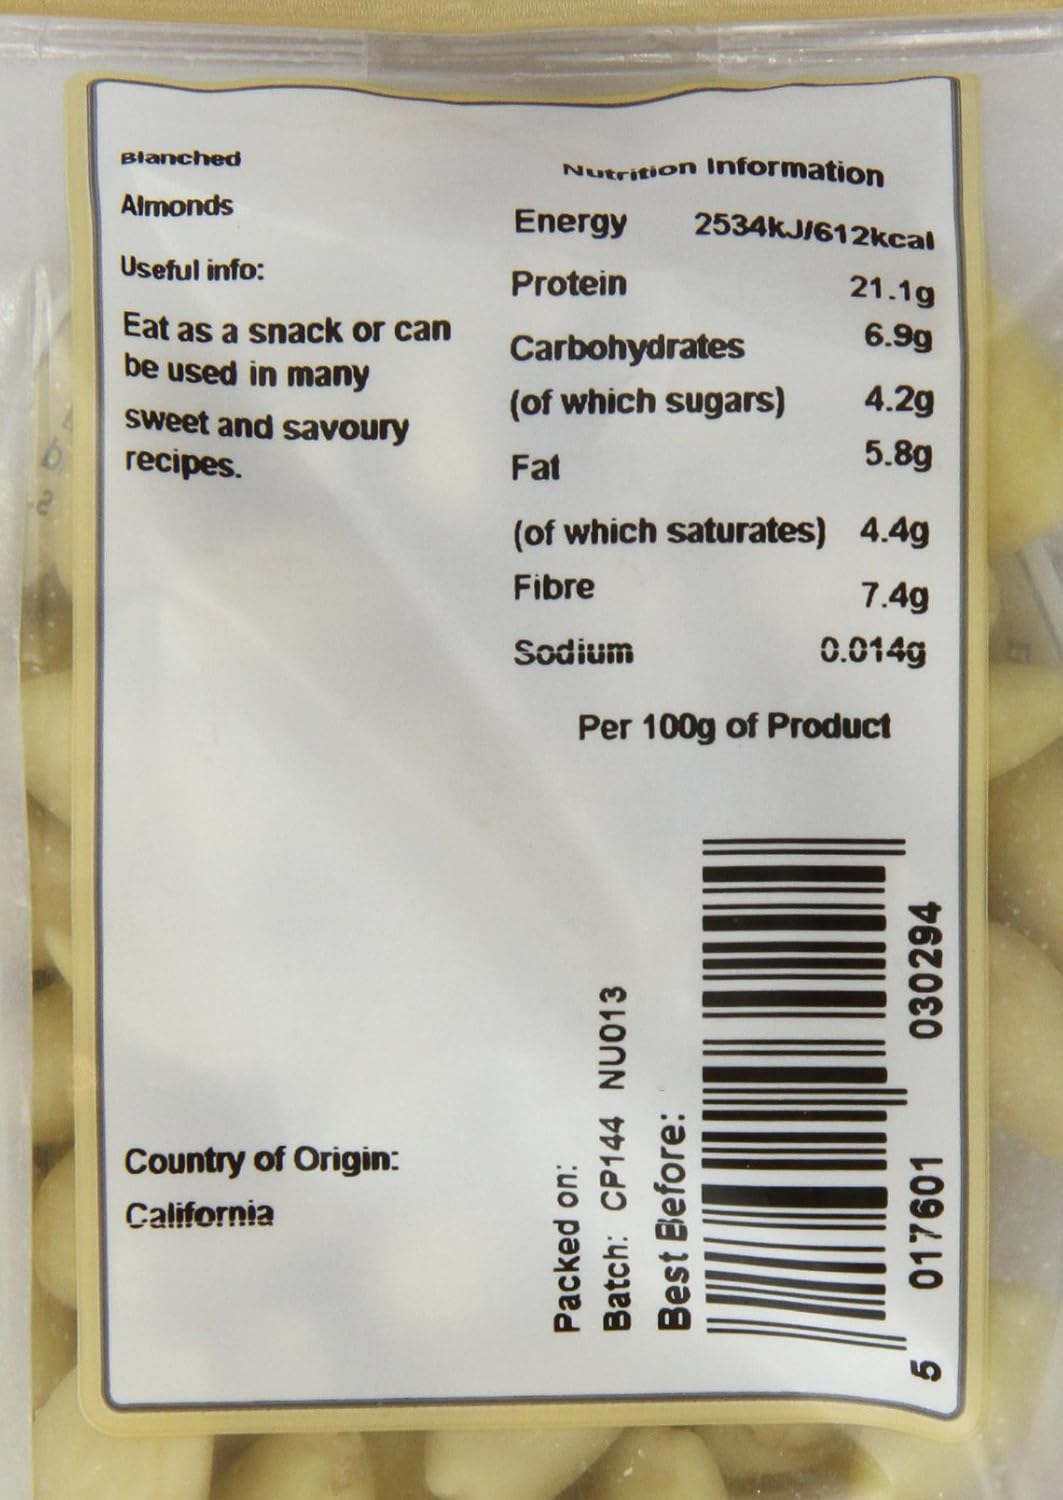 Blanched
Almonds
Useful info:
Eat as a snack or can
be used in many
sweet and savoury
recipes.
Country of Origin:
California
Nutrition Information
Energy 2534kJ/612kcal
Protein 21.1g
Carbohydrates 6.9g
(of which sugars) 4.2g
Fat 5.8g
(of which saturates) 4.4g
Fibre 7.4g
Sodium 0.014g
Per 100g of Product
Packed on:
Batch: CP144 NU013
Best Before:
5 017601 030294